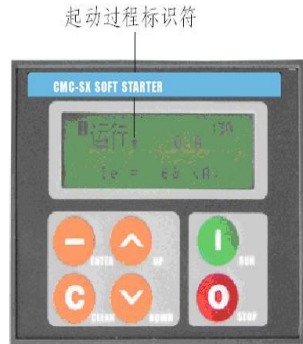 起动过程标识符
CMC-SX SOFT STARTER
运行:
Ie = 60 (A)
ENTER
UP
RUN
C
CLEAR
DOWN
STOP